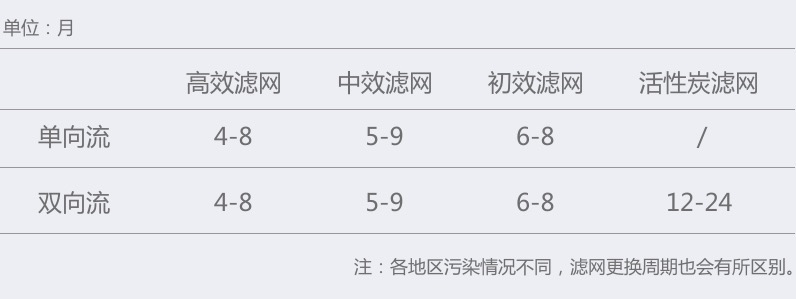 单位：月
高效滤网 中效滤网 初效滤网 活性炭滤网
单向流 4-8 5-9 6-8 /
双向流 4-8 5-9 6-8 12-24
注：各地区污染情况不同，滤网更换周期也会有所区别。